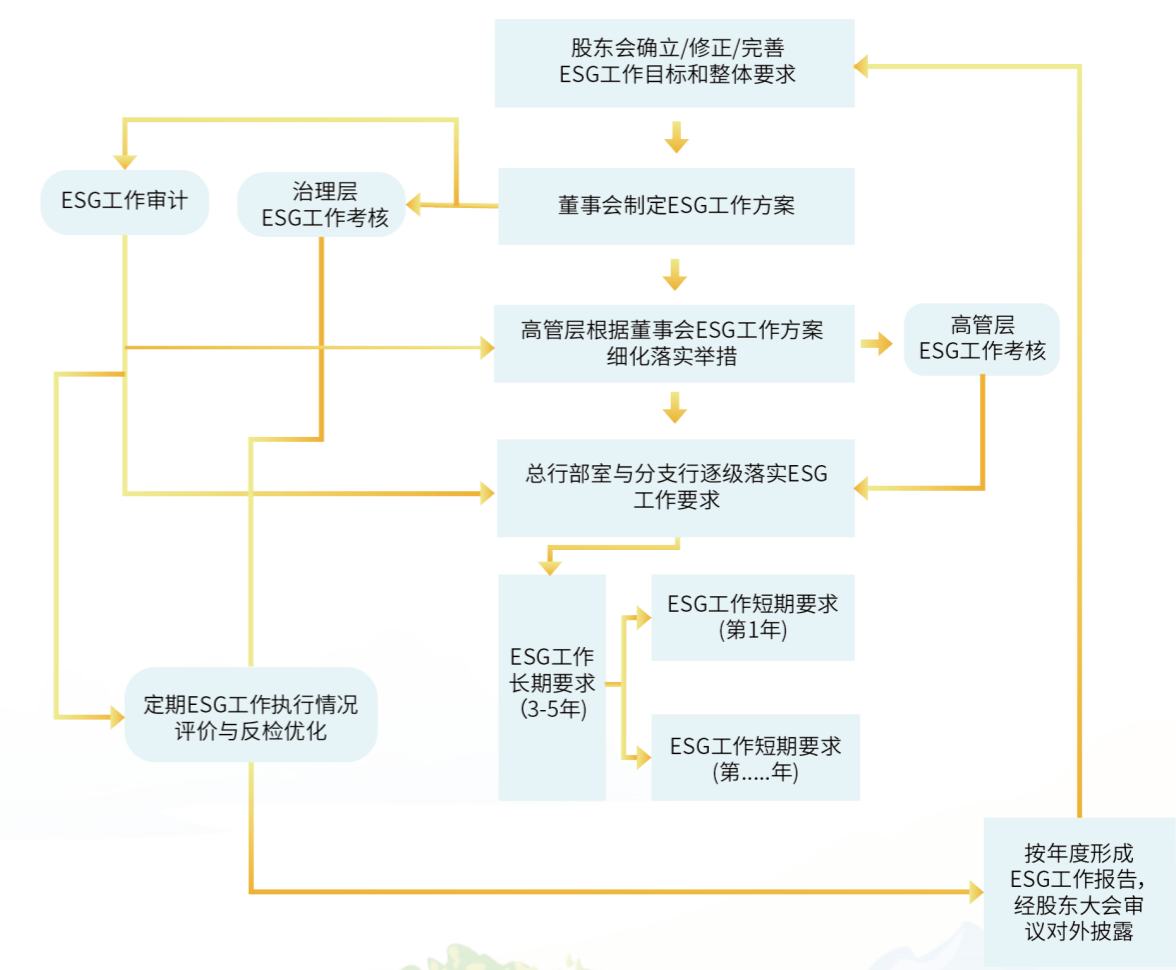 股东会确立/修正/完善
ESG工作目标和整体要求
ESG工作审计
治理层
ESG工作考核
董事会制定ESG工作方案
高管层根据董事会ESG工作方案
细化落实举措
高管层
ESG工作考核
总行部室与分支行逐级落实ESG
工作要求
ESG工作
长期要求
(3-5年)
ESG工作短期要求
(第1年)
定期ESG工作执行情况
评价与反检优化
ESG工作短期要求
(第.....年)
按年度形成
ESG工作报告,
经股东大会审
议对外披露